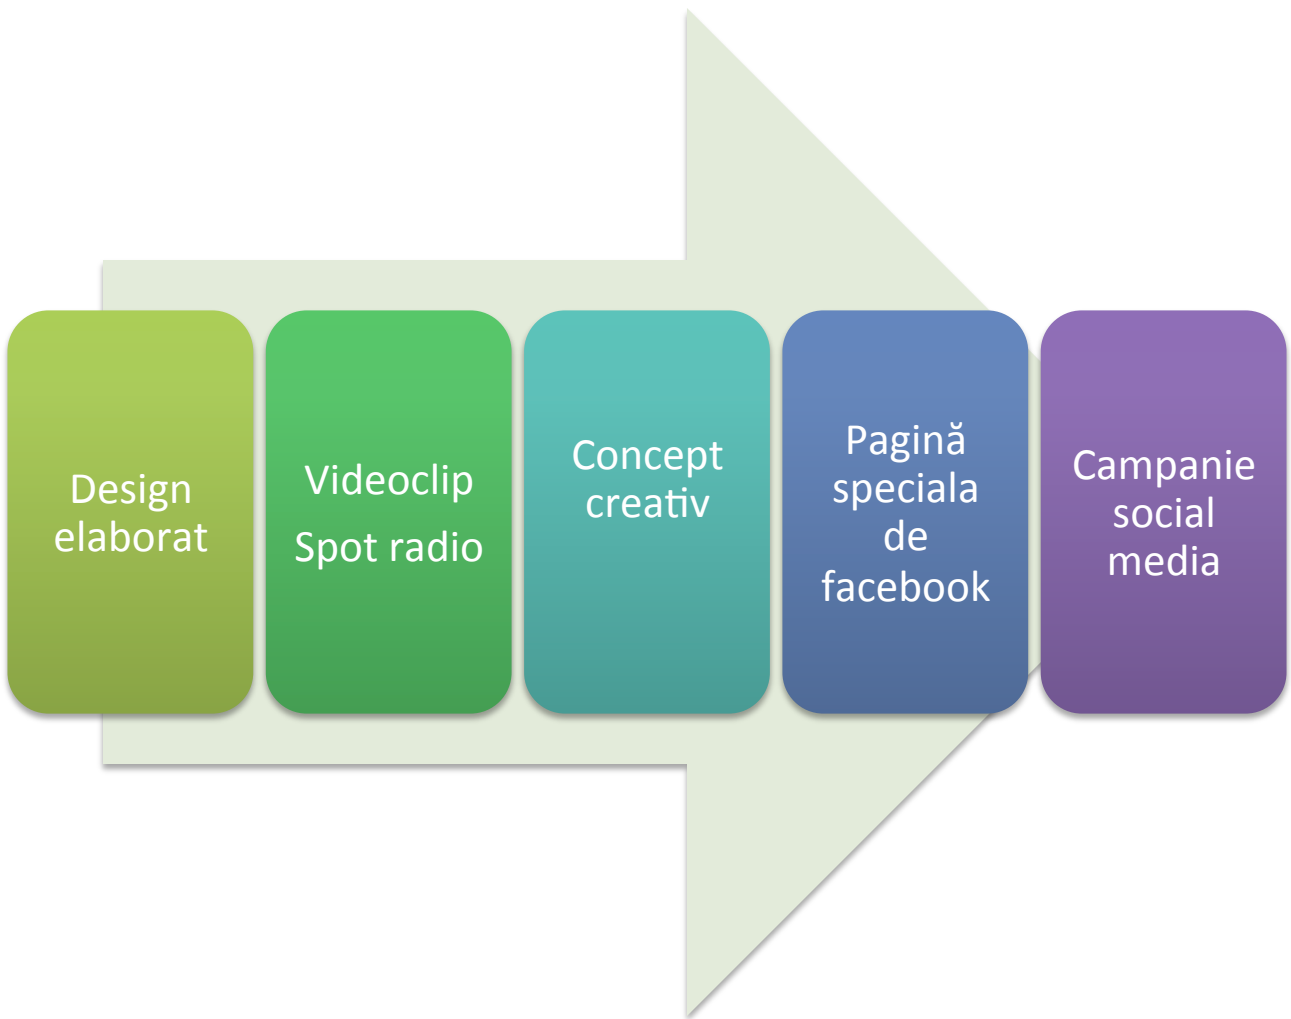 Design
elaborat
Videoclip
Spot radio
Concept
creativ
Pagină
speciala
de
facebook
Campanie
social
media